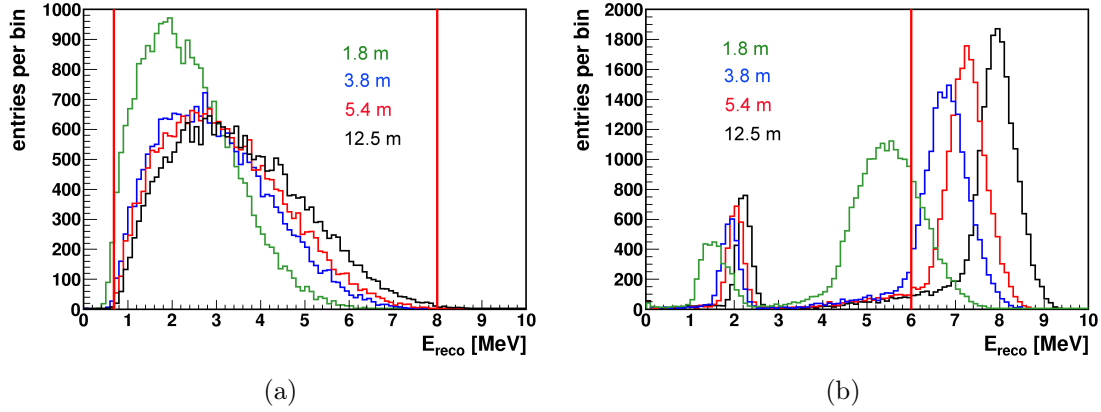 entries per bin
1000
900
800
700
600
500
400
300
200
100
0
0 1 2 3 4 5 6 7 8 9 10
E_reco [MeV]
1.8 m
3.8 m
5.4 m
12.5 m
(a)
entries per bin
2000
1800
1600
1400
1200
1000
800
600
400
200
0
0 1 2 3 4 5 6 7 8 9 10
E_reco [MeV]
1.8 m
3.8 m
5.4 m
12.5 m
(b)